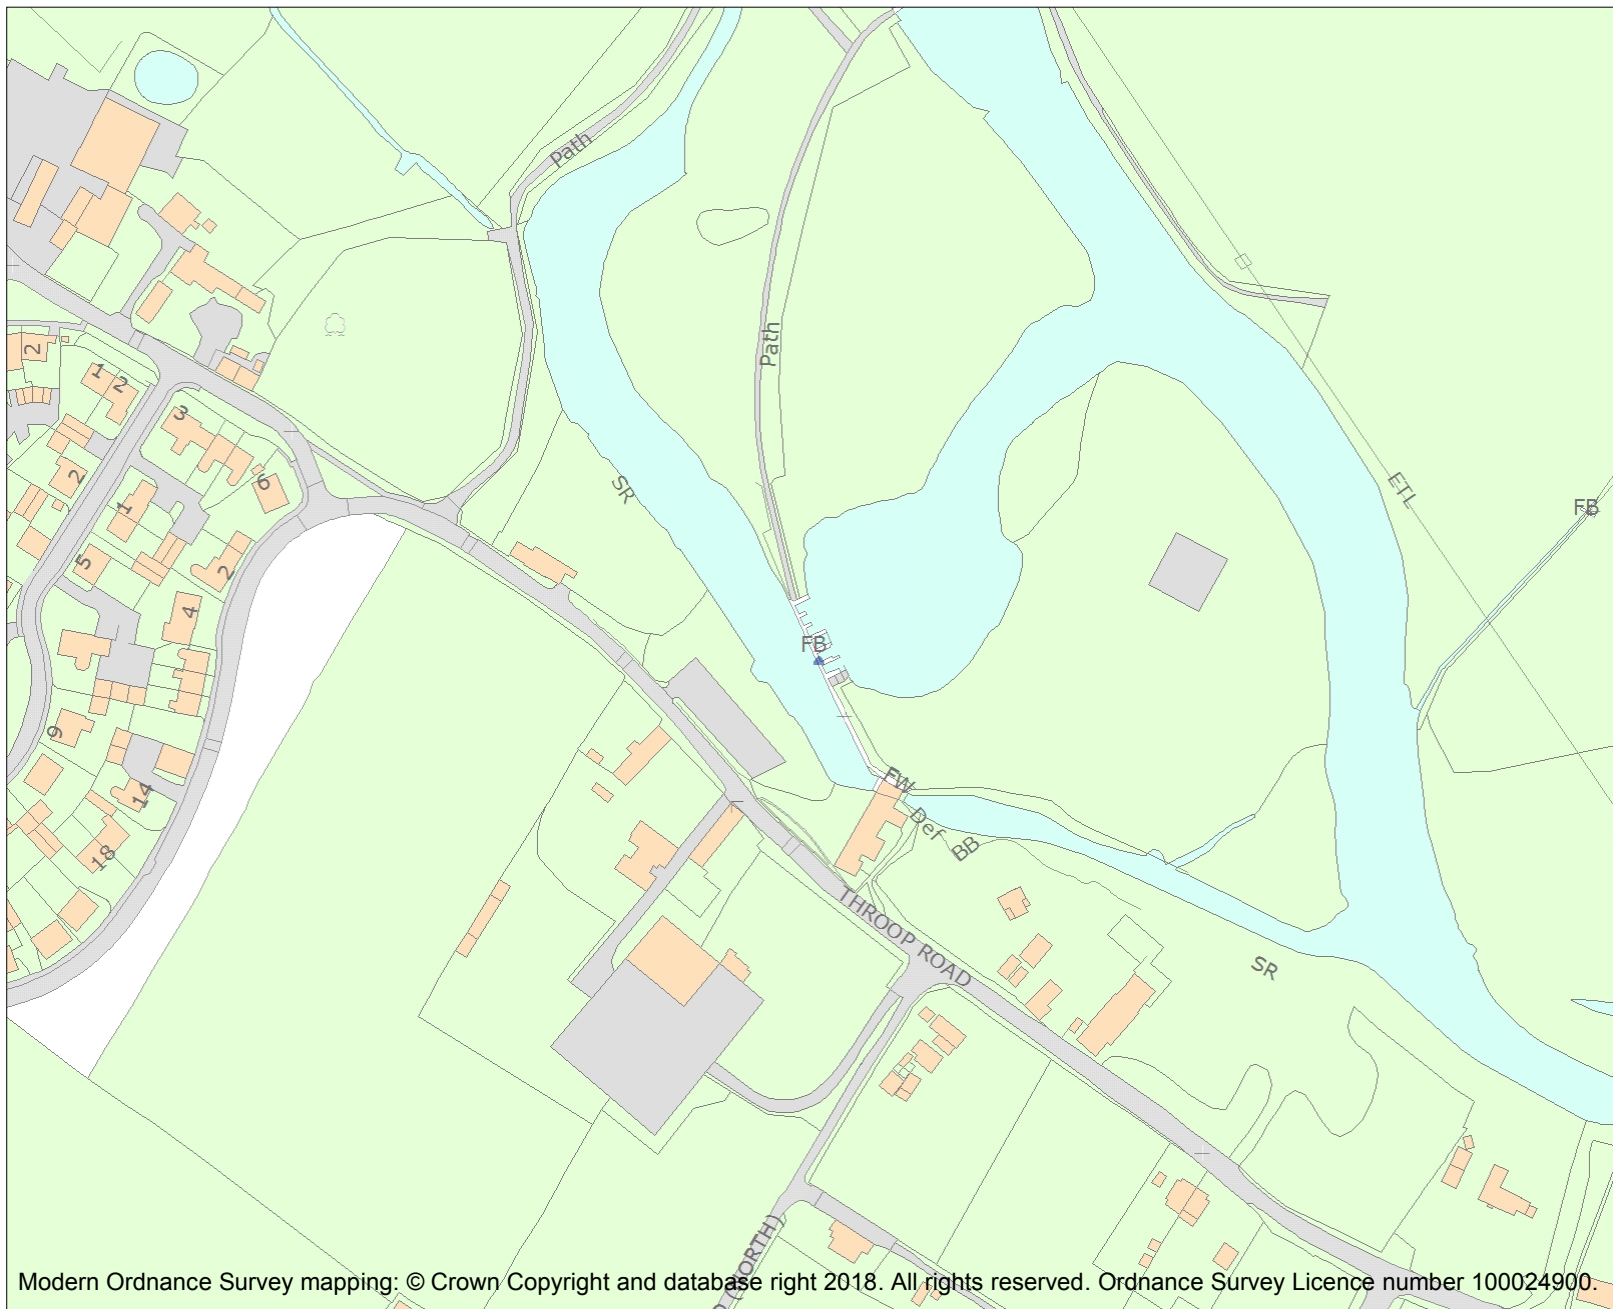 Path
Path
2
1
2
3
6
SR
ETL
FB
2
1
5
2
4
FB
9
14
FW
Def
BB
18
THROOP ROAD
SR
(NORTH)
Modern Ordnance Survey mapping: © Crown Copyright and database right 2018. All rights reserved. Ordnance Survey Licence number 100024900.